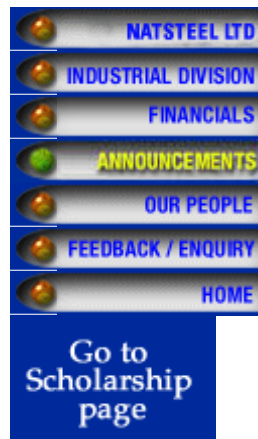 NATSTEEL LTD
INDUSTRIAL DIVISION
FINANCIALS
ANNOUNCEMENTS
OUR PEOPLE
FEEDBACK / ENQUIRY
HOME
Go to
Scholarship
page